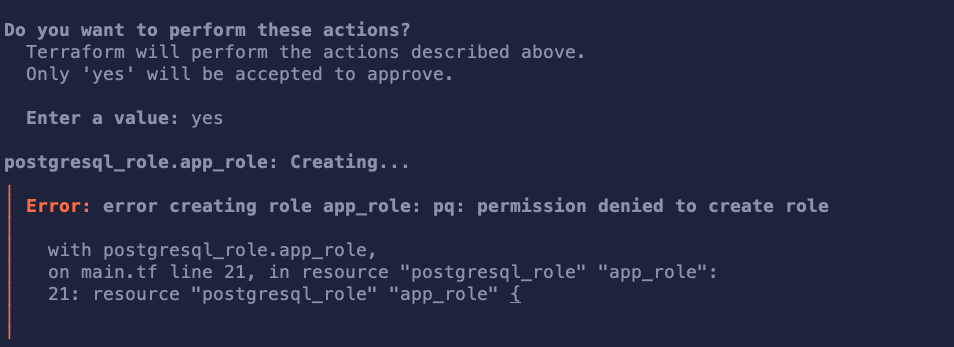 Do you want to perform these actions?
Terraform will perform the actions described above.
Only 'yes' will be accepted to approve.
Enter a value: yes
postgresql_role.app_role: Creating...
Error: error creating role app_role: pq: permission denied to create role
with postgresql_role.app_role,
on main.tf line 21, in resource "postgresql_role" "app_role":
21: resource "postgresql_role" "app_role" {